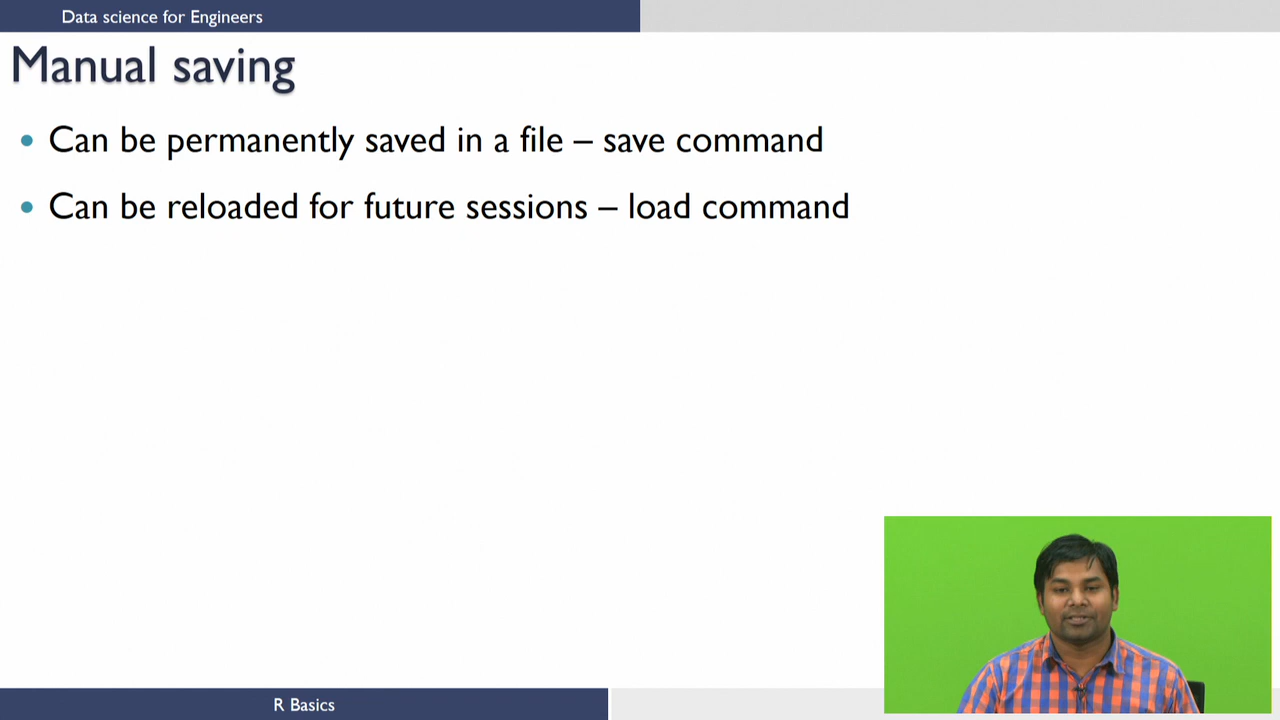 Data science for Engineers
Manual saving
• Can be permanently saved in a file – save command
• Can be reloaded for future sessions – load command
R Basics